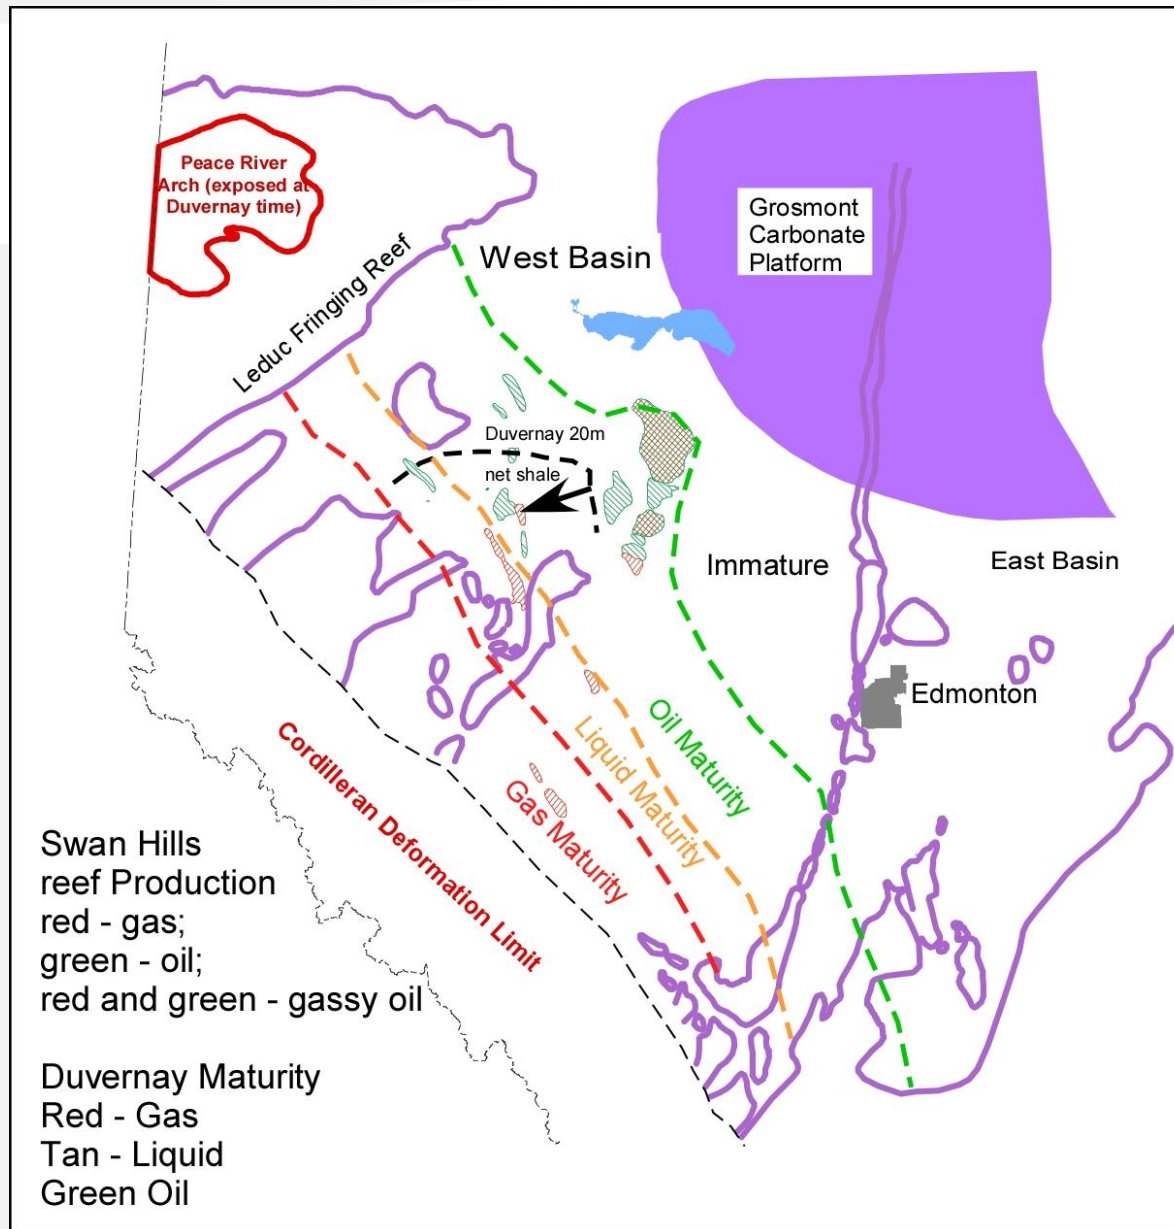 Peace River
Arch (exposed at
Duvernay time)
Grosmont
Carbonate
Platform
West Basin
Leduc Fringing Reef
Duvernay 20m
net shale
Immature
East Basin
Edmonton
Oil Maturity
Liquid Maturity
Gas Maturity
Cordilleran Deformation Limit
Swan Hills
reef Production
red - gas;
green - oil;
red and green - gassy oil
Duvernay Maturity
Red - Gas
Tan - Liquid
Green Oil